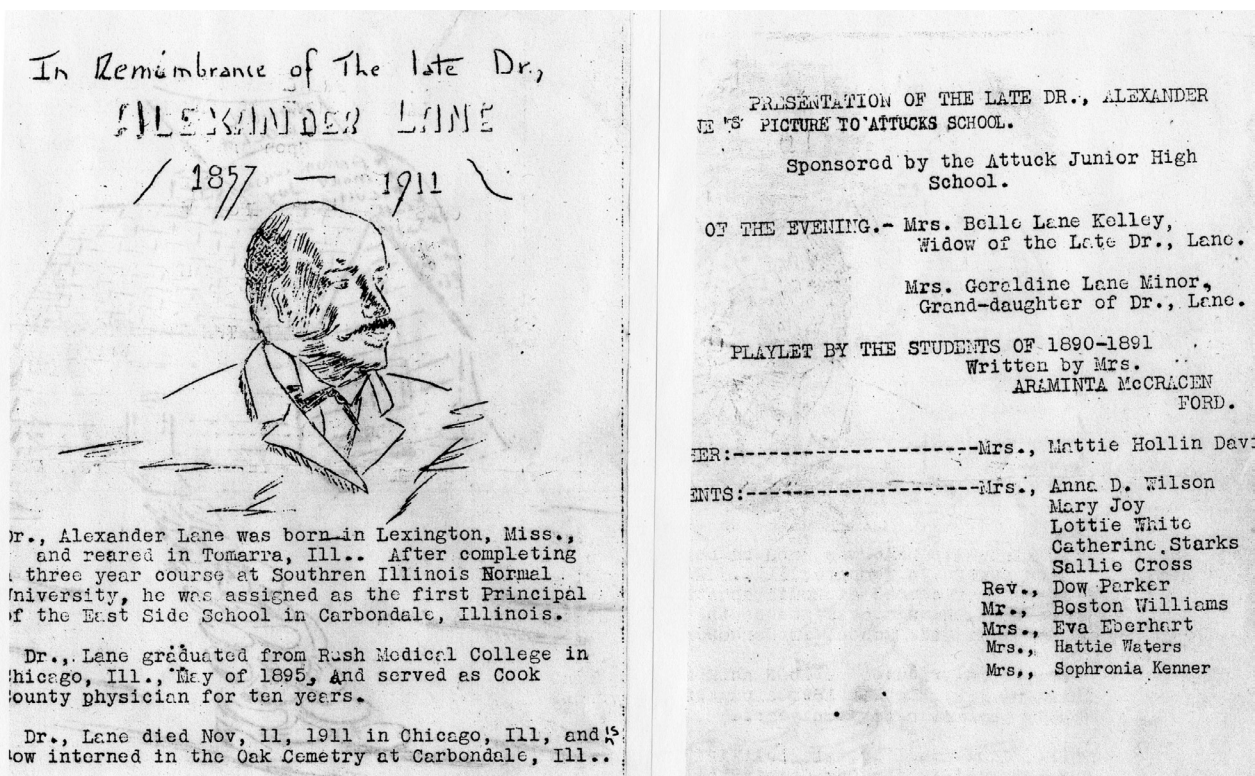 In Remembrance of The late Dr.,
ALEXANDER LANE
1857 — 1911
r., Alexander Lane was born in Lexington, Miss.,
and reared in Tomarra, Ill.. After completing
three year course at Southren Illinois Normal
niversity, he was assigned as the first Principal
f the East Side School in Carbondale, Illinois.
Dr., Lane graduated from Rush Medical College in
hicago, Ill., May of 1895, And served as Cook
ounty physician for ten years.
Dr., Lane died Nov, 11, 1911 in Chicago, Ill, and is
ow interned in the Oak Cemetry at Carbondale, Ill..
PRESENTATION OF THE LATE DR., ALEXANDER
NE 'S' PICTURE TO ATTUCKS SCHOOL.
Sponsored by the Attuck Junior High
School.
OF THE EVENING.- Mrs. Belle Lane Kelley,
Widow of the Late Dr., Lane.
Mrs. Geraldine Lane Minor,
Grand-daughter of Dr., Lane.
PLAYLET BY THE STUDENTS OF 1890-1891
Written by Mrs.
ARAMINTA McCRACEN
FORD.
ER:---------------------Mrs., Mattie Hollin Davi
ENTS:--------------------Mrs., Anna D. Wilson
Mary Joy
Lottie White
Catherine Starks
Sallie Cross
Rev., Dow Parker
Mr., Boston Williams
Mrs., Eva Eberhart
Mrs., Hattie Waters
Mrs,, Sophronia Kenner